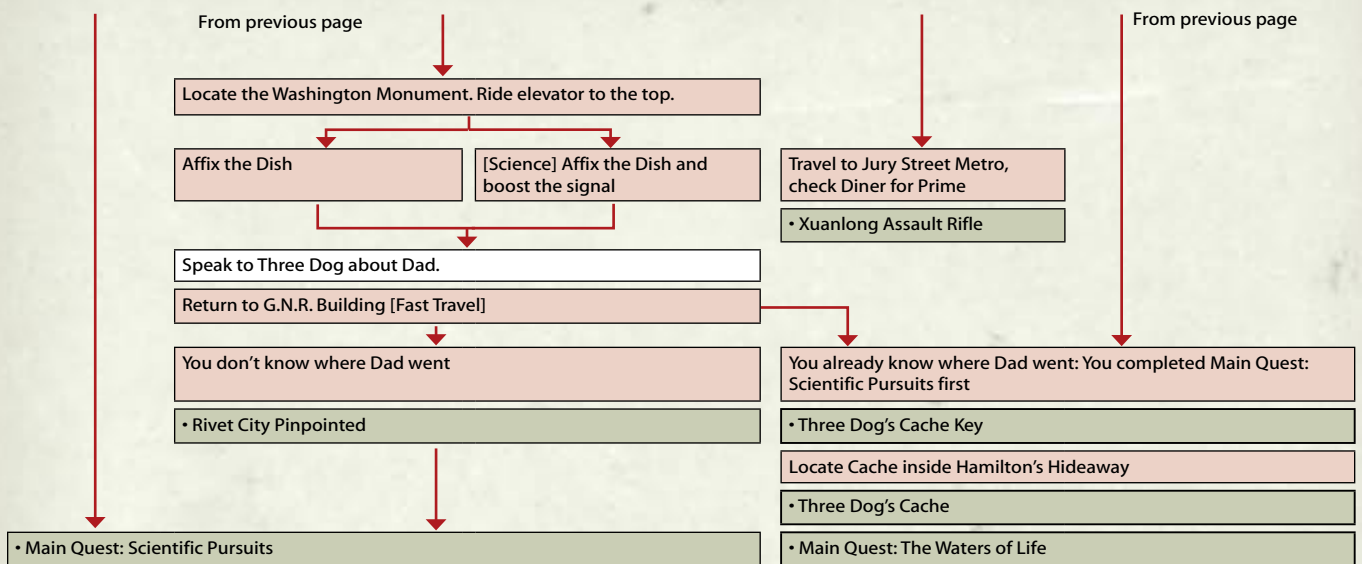 From previous page
From previous page
Locate the Washington Monument. Ride elevator to the top.
Affix the Dish
[Science] Affix the Dish and
boost the signal
Travel to Jury Street Metro,
check Diner for Prime
• Xuanlong Assault Rifle
Speak to Three Dog about Dad.
Return to G.N.R. Building [Fast Travel]
You don’t know where Dad went
You already know where Dad went: You completed Main Quest:
Scientific Pursuits first
• Rivet City Pinpointed
• Three Dog’s Cache Key
Locate Cache inside Hamilton’s Hideaway
• Three Dog’s Cache
• Main Quest: Scientific Pursuits
• Main Quest: The Waters of Life